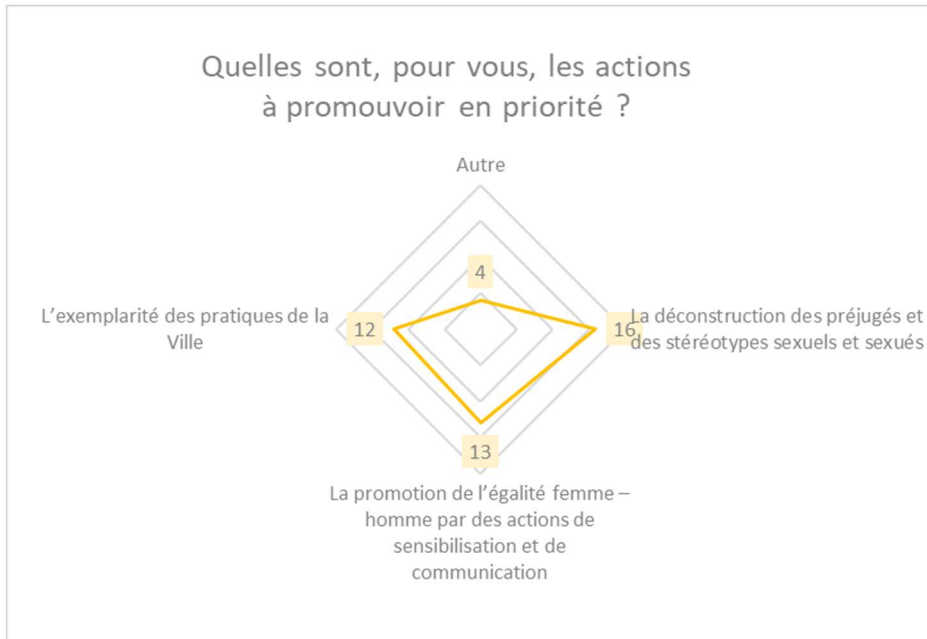 Quelles sont, pour vous, les actions
à promouvoir en priorité ?
Autre
4
L’exemplarité des pratiques de la
Ville
12
16
La déconstruction des préjugés et
des stéréotypes sexuels et sexués
13
La promotion de l’égalité femme –
homme par des actions de
sensibilisation et de
communication